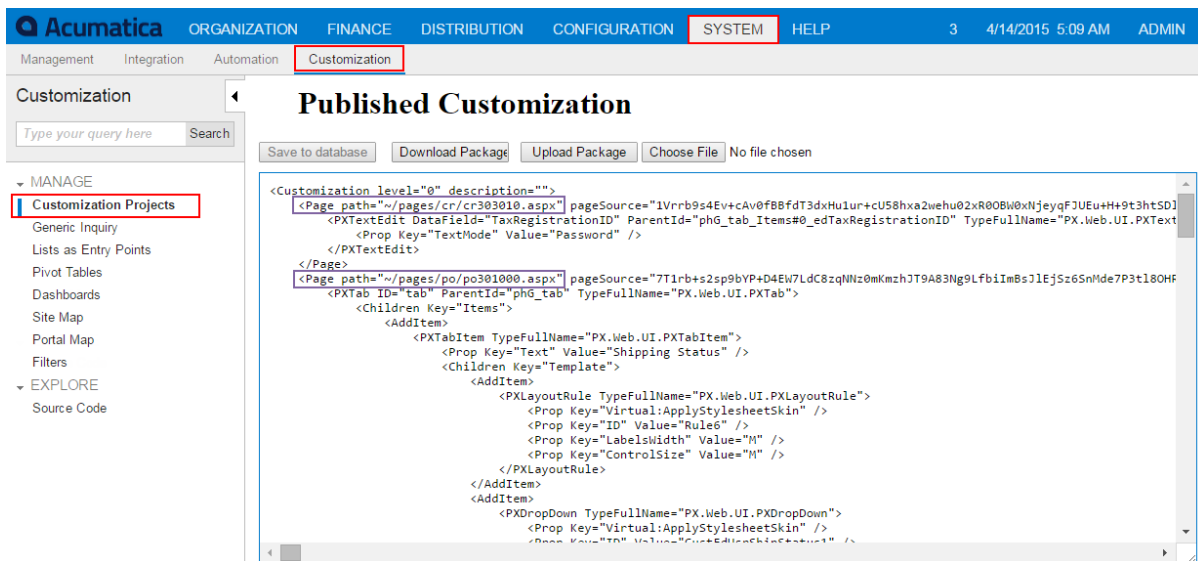 Acumatica ORGANIZATION FINANCE DISTRIBUTION CONFIGURATION SYSTEM HELP 3 4/14/2015 5:09 AM ADMIN
Management Integration Automation Customization
Customization
Type your query here Search
MANAGE
Customization Projects
Generic Inquiry
Lists as Entry Points
Pivot Tables
Dashboards
Site Map
Portal Map
Filters
EXPLORE
Source Code
Published Customization
Save to database Download Package Upload Package Choose File No file chosen
<Customization level="0" description="">
<Page path="~/pages/cr/cr303010.aspx" pageSource="1Vrrb9s4Ev+cAv0fBBfdT3dxHu1ur+cU58hxa2wehu02xR0OBW0xNjeyqFJUEu+H+9t3htSDl
<PXTextEdit DataField="TaxRegistrationID" ParentId="phG_tab_Items#0_edTaxRegistrationID" TypeFullName="PX.Web.UI.PXText
<Prop Key="TextMode" Value="Password" />
</PXTextEdit>
</Page>
<Page path="~/pages/po/po301000.aspx" pageSource="7T1rb+s2sp9bYP+D4EW7LdC8zqNNz0mKmzhJT9A83Ng9LfbiImBsJlEjSz6SnMde7P3tl8OHR
<PXTab ID="tab" ParentId="phG_tab" TypeFullName="PX.Web.UI.PXTab">
<Children Key="Items">
<AddItem>
<PXTabItem TypeFullName="PX.Web.UI.PXTabItem">
<Prop Key="Text" Value="Shipping Status" />
<Children Key="Template">
<AddItem>
<PXLayoutRule TypeFullName="PX.Web.UI.PXLayoutRule">
<Prop Key="Virtual:ApplyStylesheetSkin" />
<Prop Key="ID" Value="Rule6" />
<Prop Key="LabelsWidth" Value="M" />
<Prop Key="ControlSize" Value="M" />
</PXLayoutRule>
</AddItem>
<AddItem>
<PXDropDown TypeFullName="PX.Web.UI.PXDropDown">
<Prop Key="Virtual:ApplyStylesheetSkin" />
<Prop Key="ID" Value="CustEdUsrShipStatus1" />